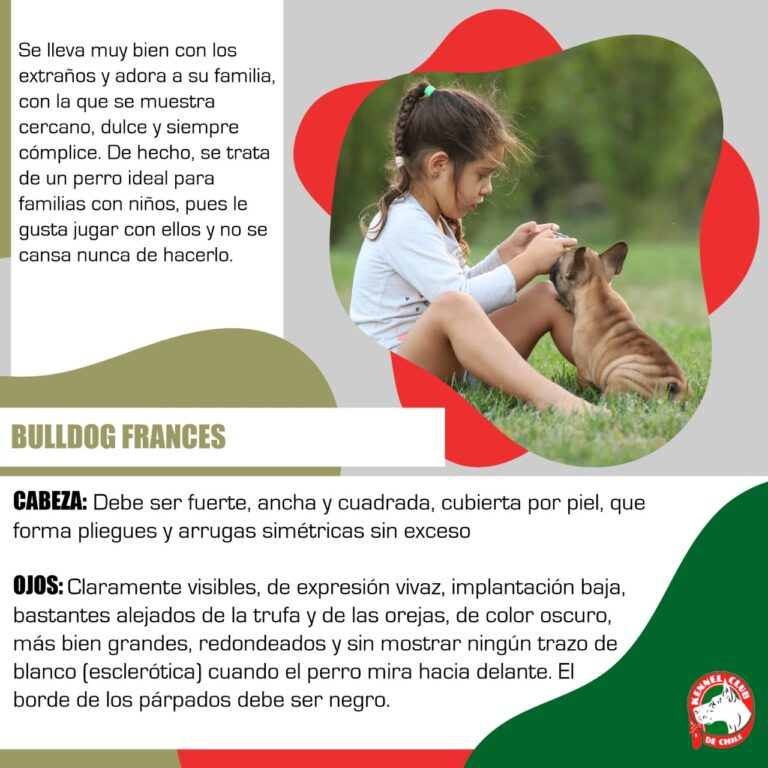 Se lleva muy bien con los
extraños y adora a su familia,
con la que se muestra
cercano, dulce y siempre
cómplice. De hecho, se trata
de un perro ideal para
familias con niños, pues le
gusta jugar con ellos y no se
cansa nunca de hacerlo.
BULLDOG FRANCES
CABEZA: Debe ser fuerte, ancha y cuadrada, cubierta por piel, que
forma pliegues y arrugas simétricas sin exceso
OJOS: Claramente visibles, de expresión vivaz, implantación baja,
bastantes alejados de la trufa y de las orejas, de color oscuro,
más bien grandes, redondeados y sin mostrar ningún trazo de
blanco (esclerótica) cuando el perro mira hacia delante. El
borde de los párpados debe ser negro.
KENNEL CLUB
DE CHILE